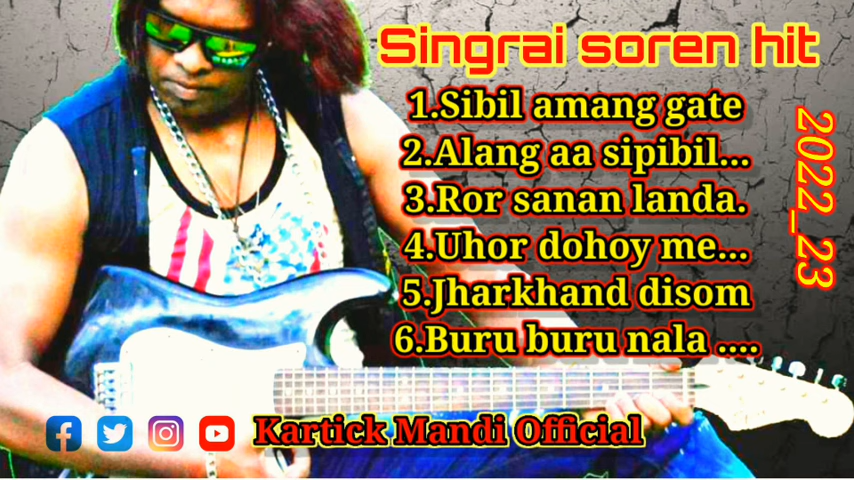 Singrai soren hit
1.Sibil amang gate
2.Alang aa sipibil...
3.Ror sanan landa.
4.Uhor dohoy me...
5.Jharkhand disom
6.Buru buru nala ....
2022_23
Kartick Mandi Official